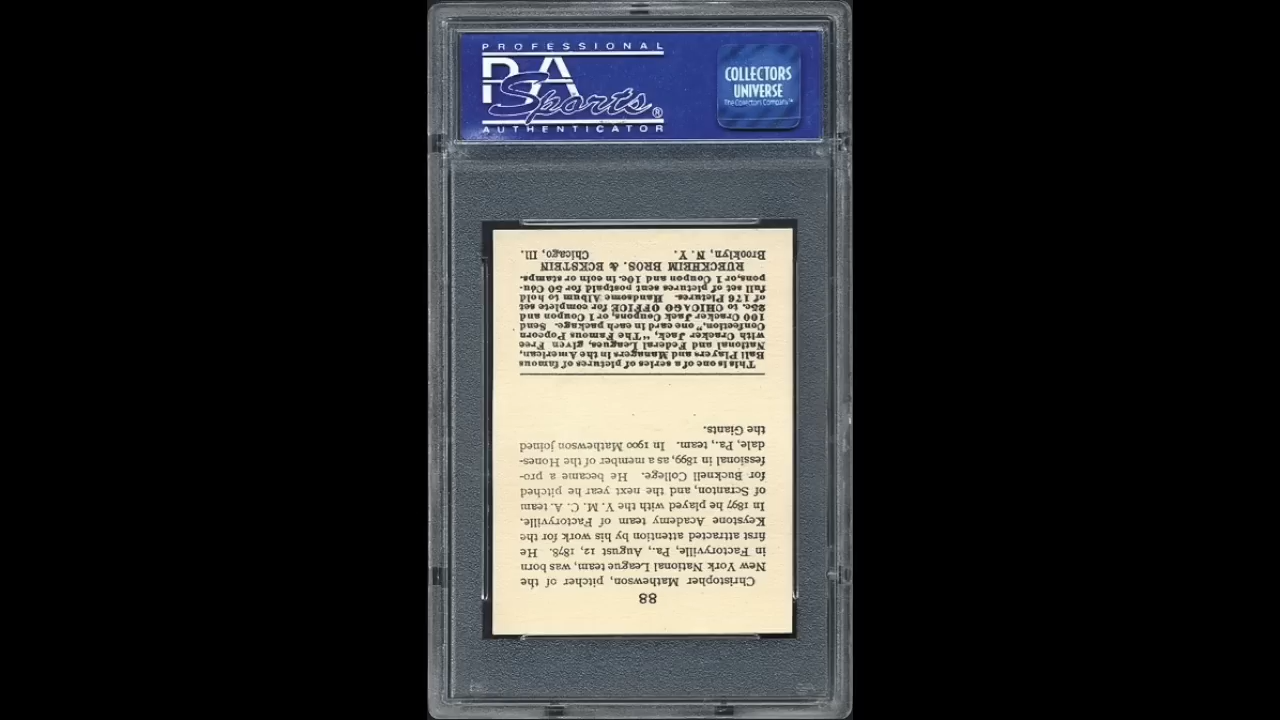 PROFESSIONAL
PSA
Sports®
AUTHENTICATOR
COLLECTORS
UNIVERSE
The Collectors Company™
88
Christopher Mathewson, pitcher of the
New York National League team, was born
in Factoryville, Pa., August 12, 1878. He
first attracted attention by his work for the
Keystone Academy team of Factoryville.
In 1897 he played with the Y. M. C. A. team
of Scranton, and the next year he pitched
for Bucknell College. He became a pro-
fessional in 1899, as a member of the Hones-
dale, Pa., team. In 1900 Mathewson joined
the Giants.
This is one of a series of pictures of famous
Ball Players and Managers in the American,
National and Federal Leagues, given Free
with Cracker Jack, "The Famous Popcorn
Confection," one card in each package. Send
100 Cracker Jack Coupons, or 1 Coupon and
25c. to CHICAGO OFFICE for complete set
of 176 Pictures. Handsome Album to hold
full set of pictures sent postpaid for 50 Cou-
pons, or 1 Coupon and 10c. in coin or stamps.
RUECKHEIM BROS. & ECKSTEIN
Brooklyn, N. Y. Chicago, Ill.